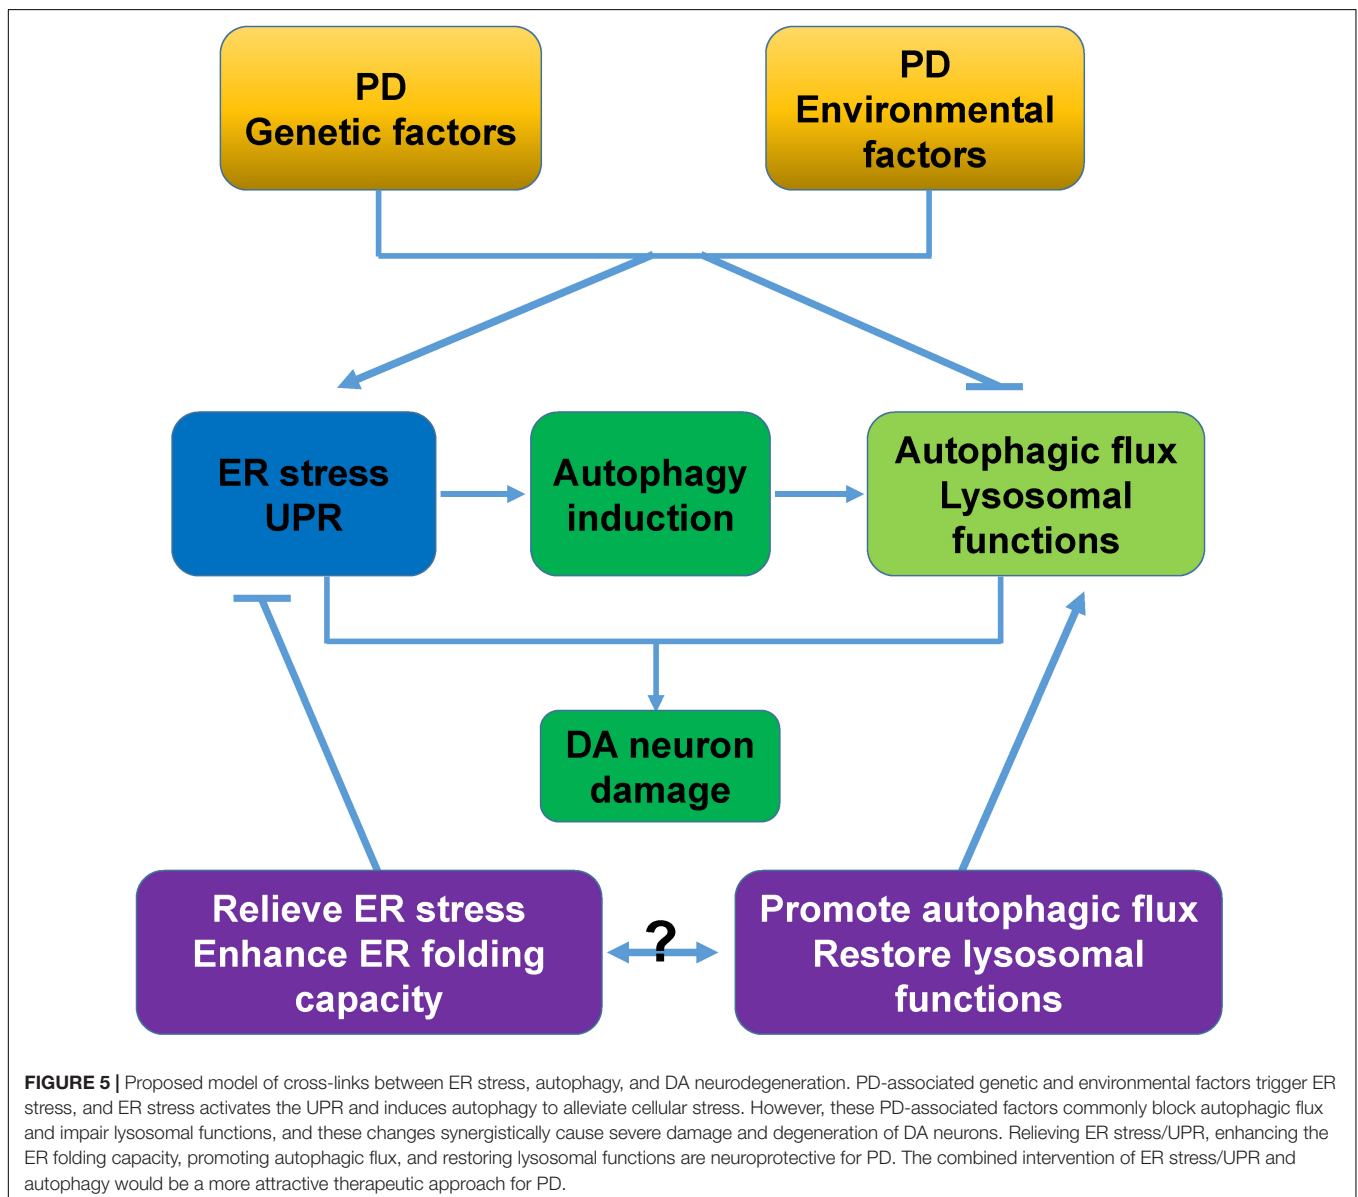 PD
Genetic factors
PD
Environmental
factors
ER stress
UPR
Autophagy
induction
Autophagic flux
Lysosomal
functions
DA neuron
damage
Relieve ER stress
Enhance ER folding
capacity
?
Promote autophagic flux
Restore lysosomal
functions
FIGURE 5 | Proposed model of cross-links between ER stress, autophagy, and DA neurodegeneration. PD-associated genetic and environmental factors trigger ER
stress, and ER stress activates the UPR and induces autophagy to alleviate cellular stress. However, these PD-associated factors commonly block autophagic flux
and impair lysosomal functions, and these changes synergistically cause severe damage and degeneration of DA neurons. Relieving ER stress/UPR, enhancing the
ER folding capacity, promoting autophagic flux, and restoring lysosomal functions are neuroprotective for PD. The combined intervention of ER stress/UPR and
autophagy would be a more attractive therapeutic approach for PD.